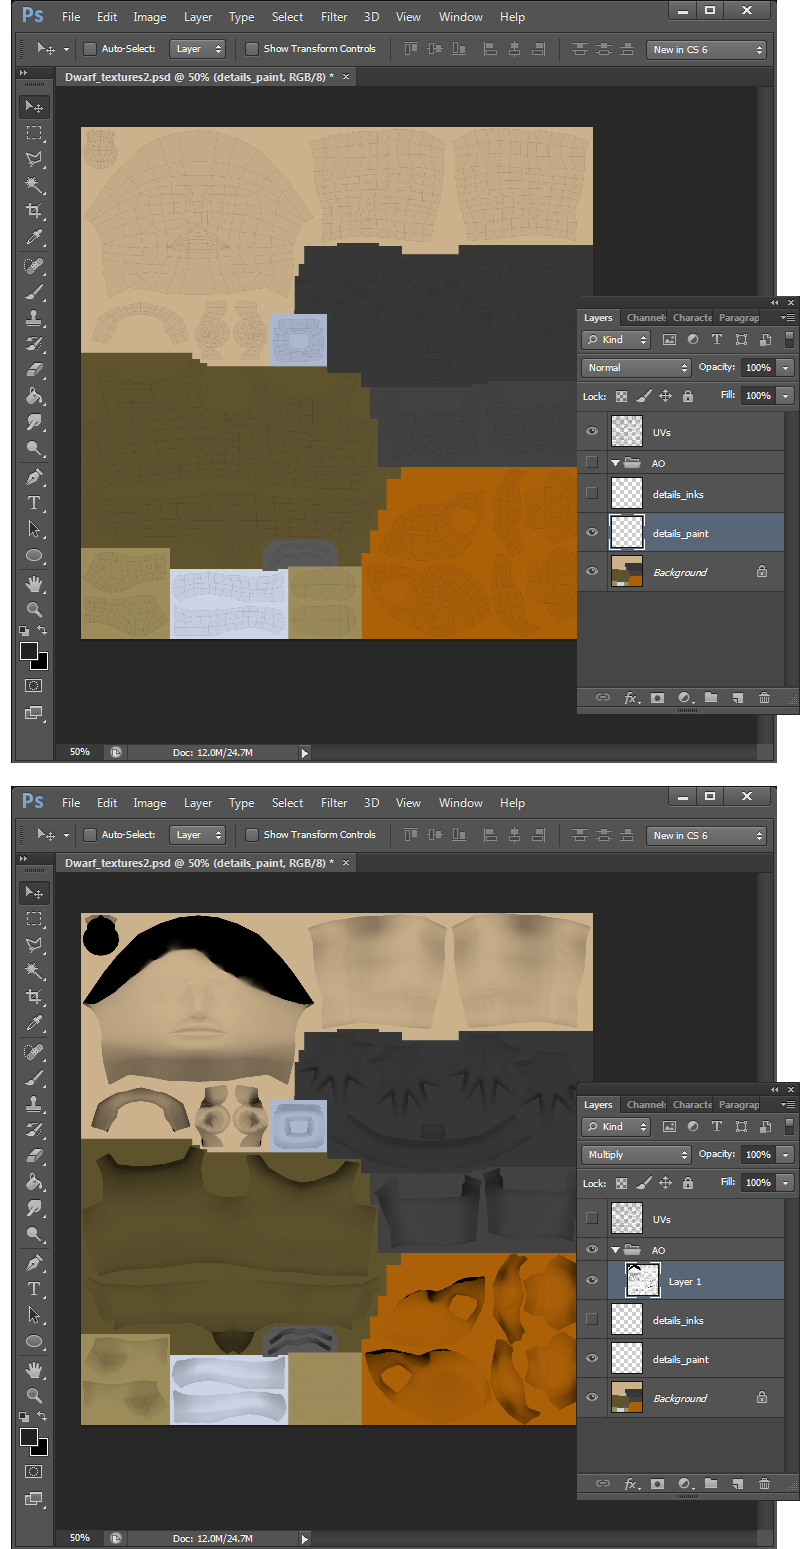 Ps File Edit Image Layer Type Select Filter 3D View Window Help
Auto-Select: Layer Show Transform Controls New in CS 6
Dwarf_textures2.psd @ 50% (details_paint, RGB/8) * ×
Layers Channel Characte Paragrap
Kind
Normal Opacity: 100%
Lock: Fill: 100%
UVs
AO
details_inks
details_paint
Background
50% Doc: 12.0M/24.7M
Ps File Edit Image Layer Type Select Filter 3D View Window Help
Auto-Select: Layer Show Transform Controls New in CS 6
Dwarf_textures2.psd @ 50% (details_paint, RGB/8) * ×
Layers Channel Characte Paragrap
Kind
Multiply Opacity: 100%
Lock: Fill: 100%
UVs
AO
Layer 1
details_inks
details_paint
Background
50% Doc: 12.0M/24.7M